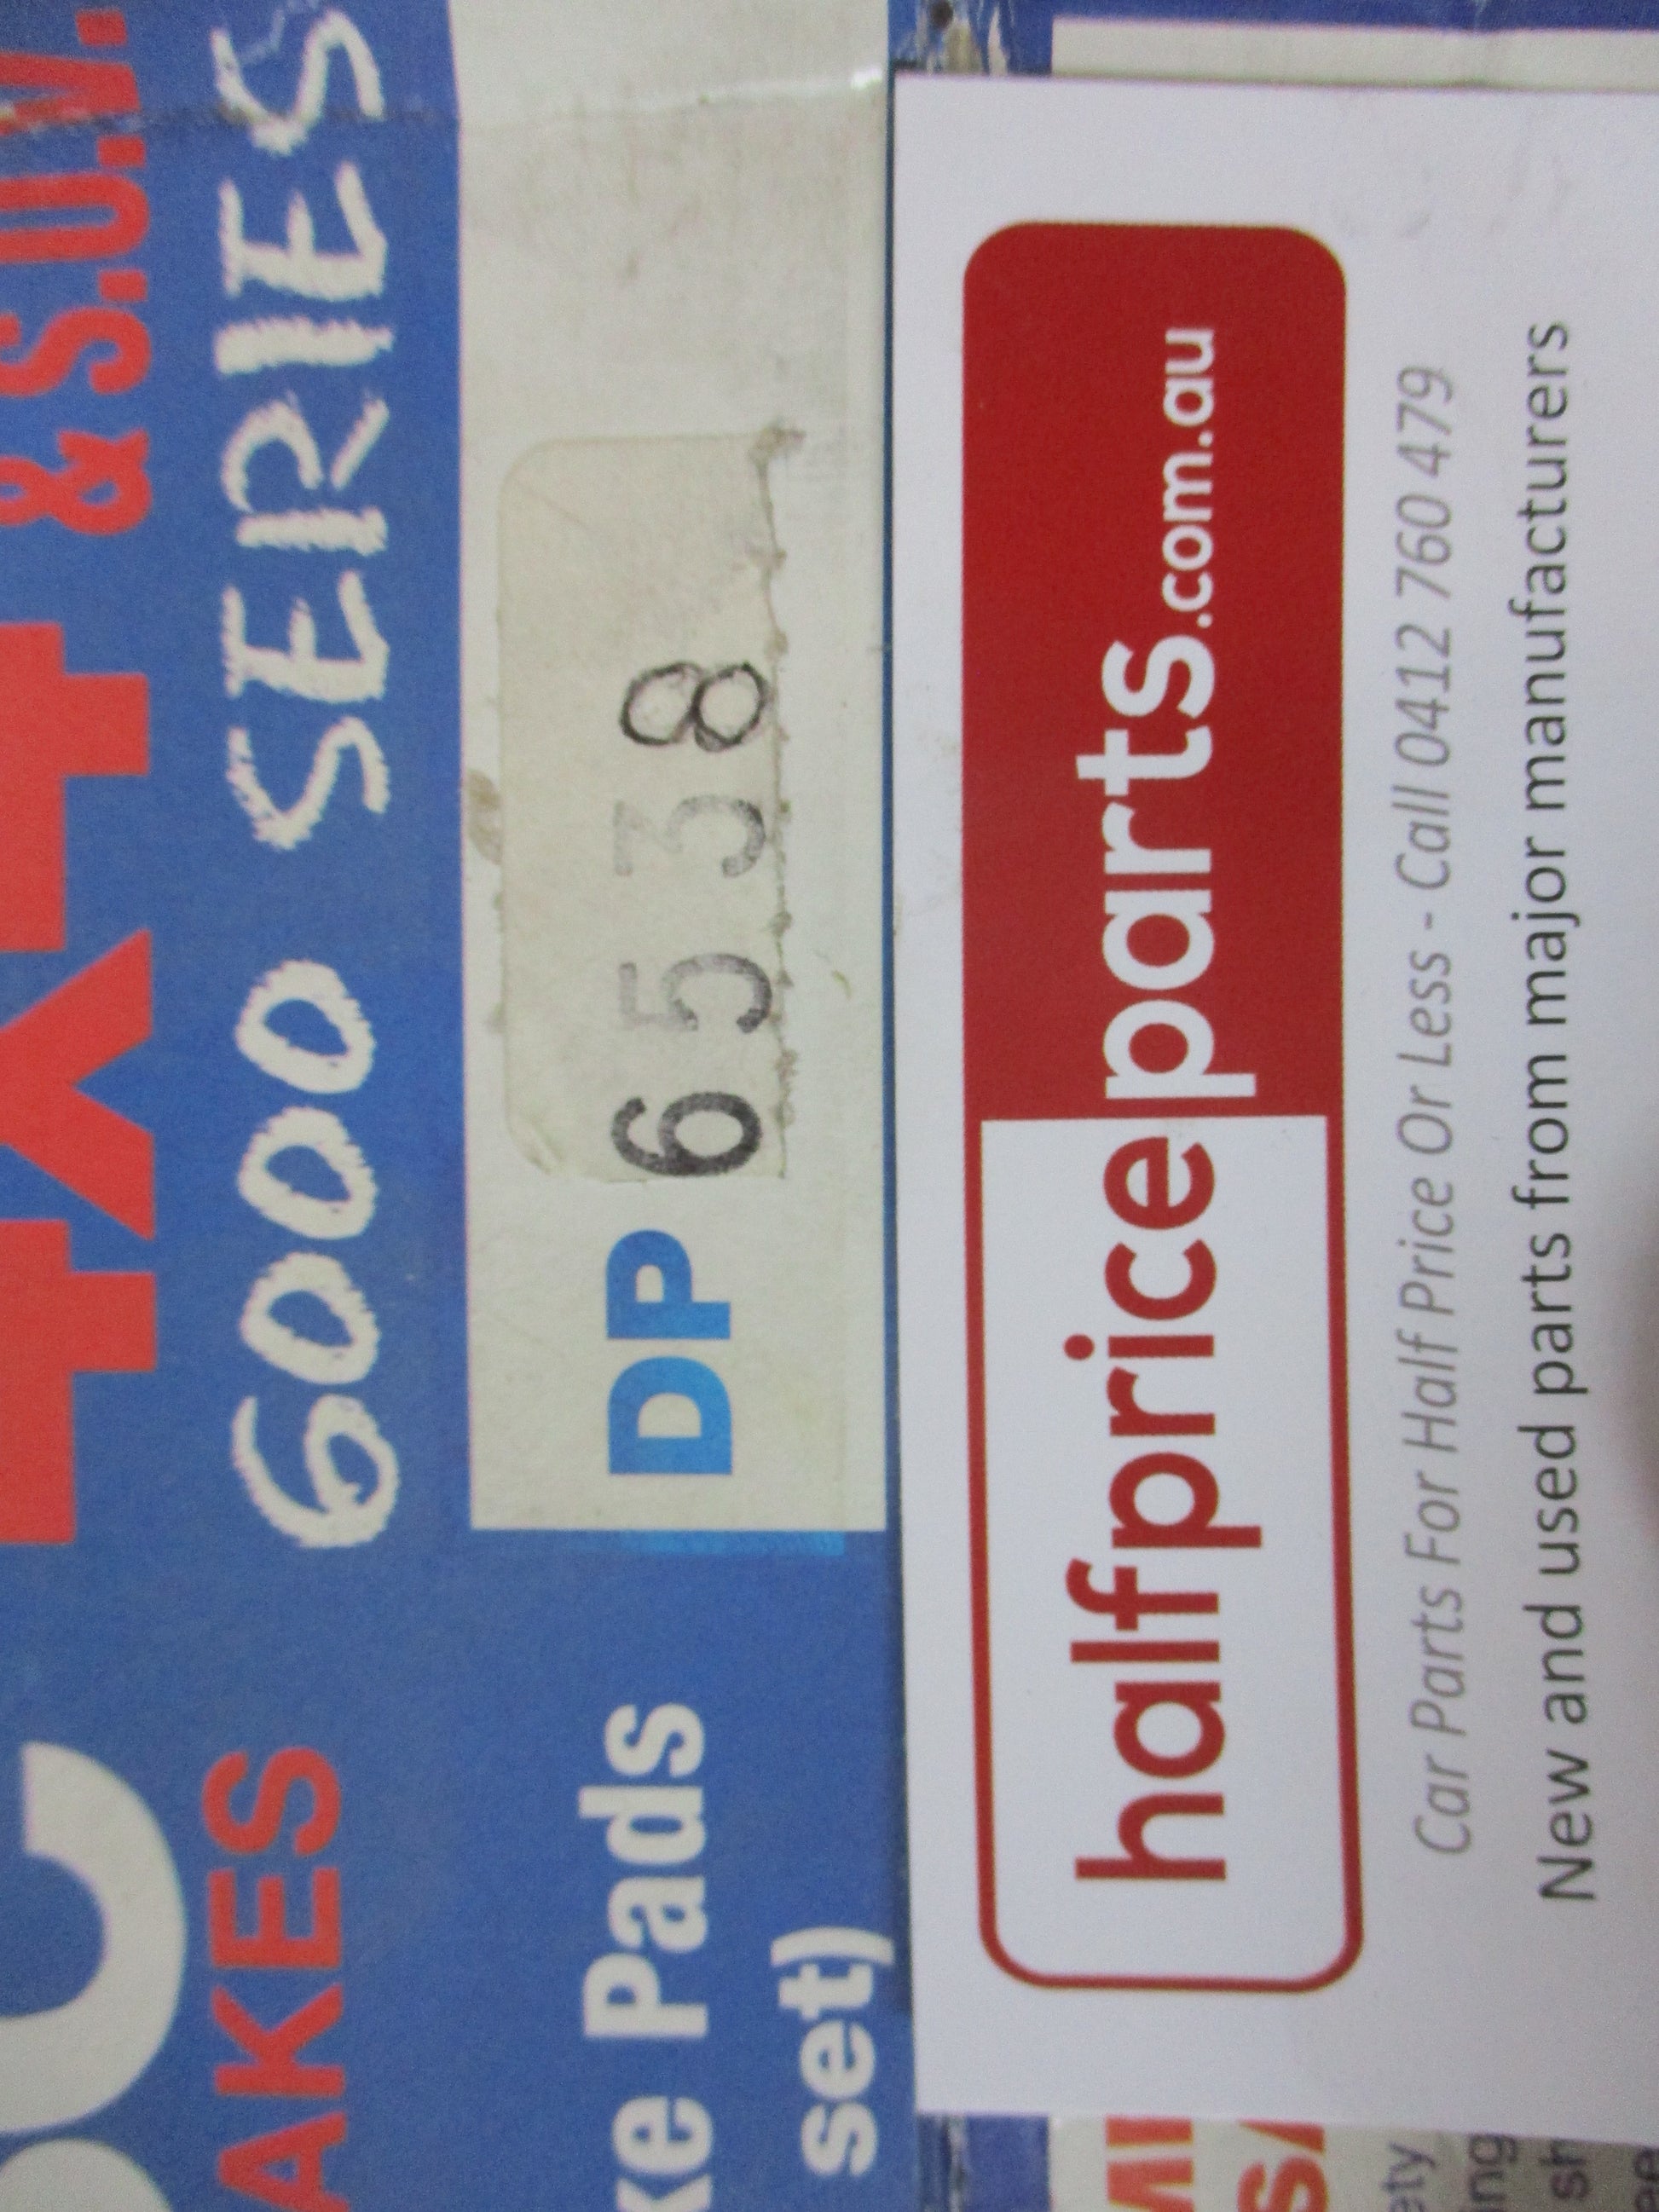 4X4 & S.U.V.
AKES
6000 SERIES
ke Pads
set)
DP 6538
halfpriceparts.com.au
Car Parts For Half Price Or Less - Call 0412 760 479
New and used parts from major manufacturers